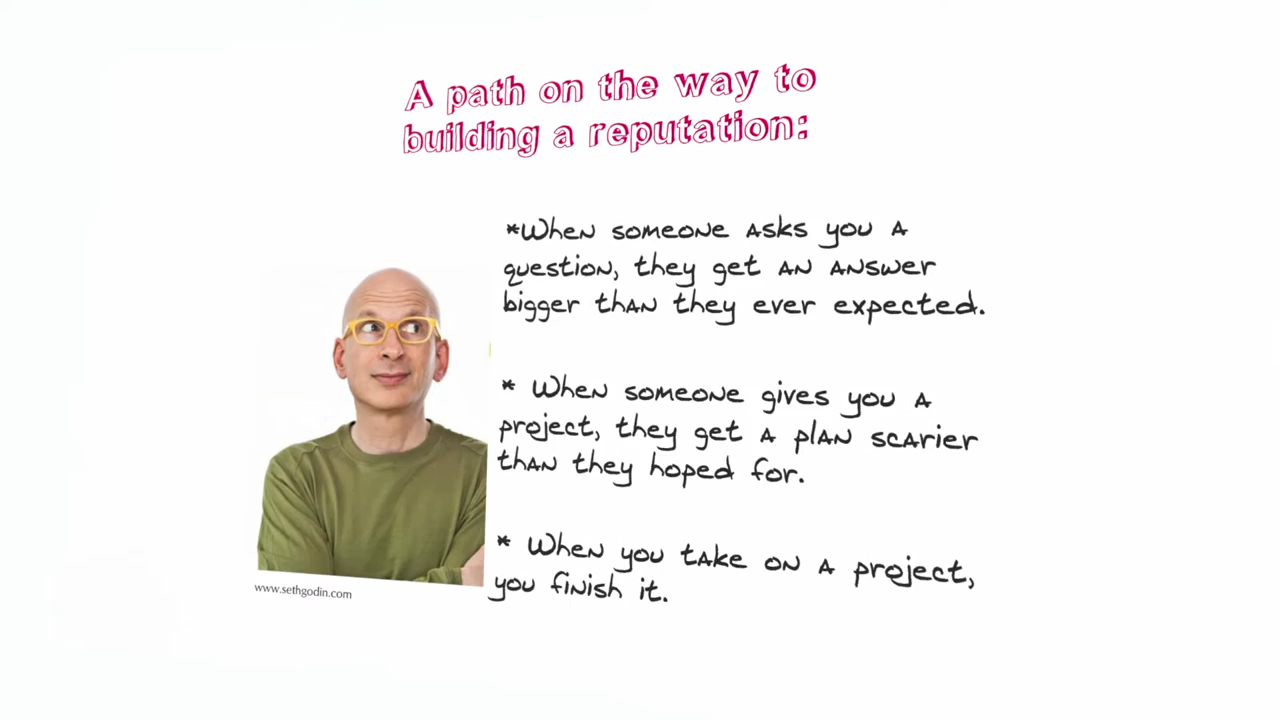 A path on the way to
building a reputation:
*When someone asks you a
question, they get an answer
bigger than they ever expected.
* When someone gives you a
project, they get a plan scarier
than they hoped for.
* When you take on a project,
you finish it.
www.sethgodin.com